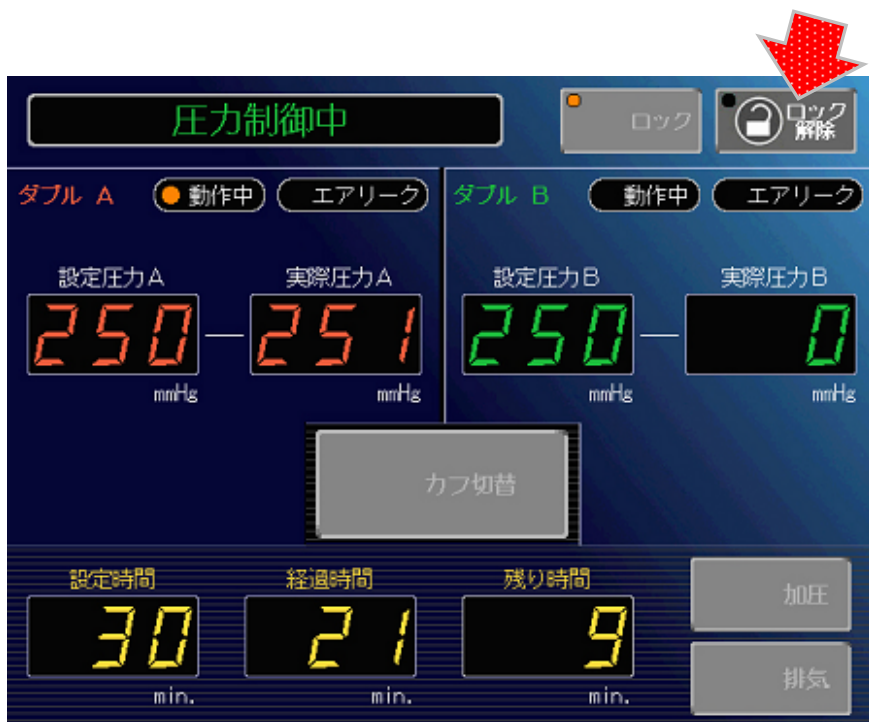 圧力制御中
ロック
ロック
解除
ダブル A 動作中 エアリーク
ダブル B 動作中 エアリーク
設定圧力A 実際圧力A
設定圧力B 実際圧力B
250 — 251
250 — 0
mmHg mmHg
mmHg mmHg
カフ切替
設定時間 経過時間 残り時間
加圧
30 21 9
min. min. min.
排気